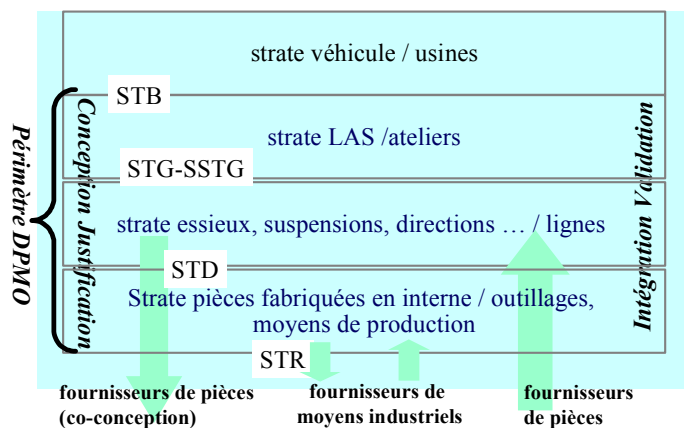 strate véhicule / usines
STB
strate LAS /ateliers
STG-SSTG
strate essieux, suspensions, directions ... / lignes
STD
Strate pièces fabriquées en interne / outillages,
moyens de production
STR
Périmètre DPMO
Conception Justification
Intégration Validation
fournisseurs de pièces
(co-conception)
fournisseurs de
moyens industriels
fournisseurs
de pièces